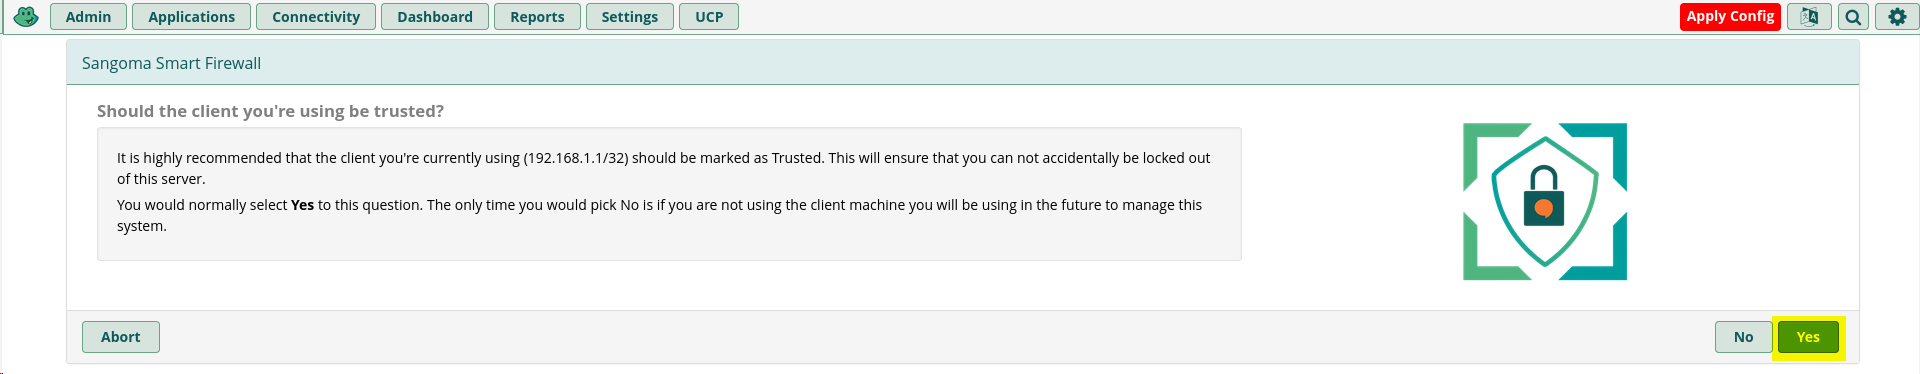 Admin Applications Connectivity Dashboard Reports Settings UCP Apply Config
Sangoma Smart Firewall
Should the client you're using be trusted?
It is highly recommended that the client you're currently using (192.168.1.1/32) should be marked as Trusted. This will ensure that you can not accidentally be locked out
of this server.
You would normally select Yes to this question. The only time you would pick No is if you are not using the client machine you will be using in the future to manage this
system.
Abort No Yes